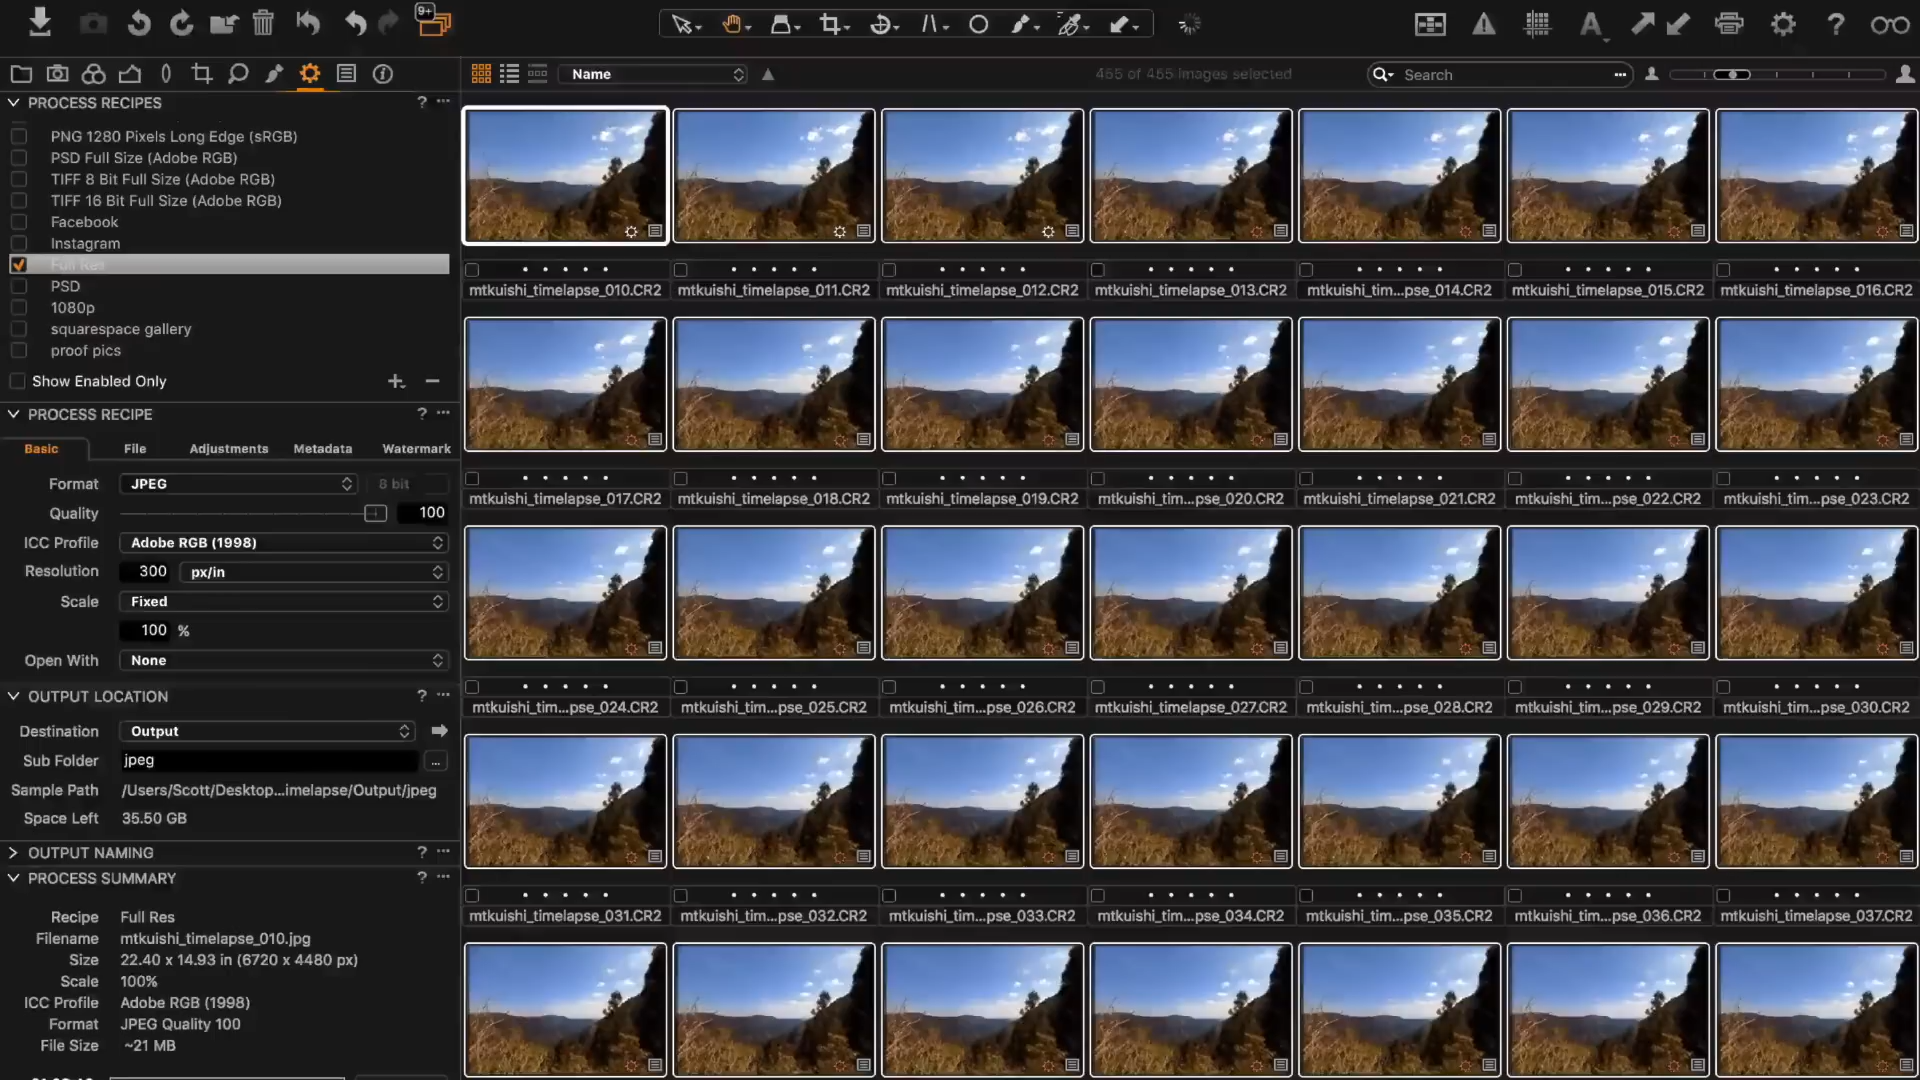 9+
Name
455 of 455 images selected
Search
PROCESS RECIPES
?
PNG 1280 Pixels Long Edge (sRGB)
PSD Full Size (Adobe RGB)
TIFF 8 Bit Full Size (Adobe RGB)
TIFF 16 Bit Full Size (Adobe RGB)
Facebook
Instagram
Full Res
PSD
1080p
squarespace gallery
proof pics
Show Enabled Only
PROCESS RECIPE
?
Basic File Adjustments Metadata Watermark
Format JPEG 8 bit
Quality 100
ICC Profile Adobe RGB (1998)
Resolution 300 px/in
Scale Fixed
100 %
Open With None
OUTPUT LOCATION
?
Destination Output
Sub Folder jpeg ...
Sample Path /Users/Scott/Desktop...imelapse/Output/jpeg
Space Left 35.50 GB
OUTPUT NAMING
?
PROCESS SUMMARY
?
Recipe Full Res
Filename mtkuishi_timelapse_010.jpg
Size 22.40 x 14.93 in (6720 x 4480 px)
Scale 100%
ICC Profile Adobe RGB (1998)
Format JPEG Quality 100
File Size ~21 MB
mtkuishi_timelapse_010.CR2 mtkuishi_timelapse_011.CR2 mtkuishi_timelapse_012.CR2 mtkuishi_timelapse_013.CR2 mtkuishi_tim...pse_014.CR2 mtkuishi_timelapse_015.CR2 mtkuishi_timelapse_016.CR2
mtkuishi_timelapse_017.CR2 mtkuishi_timelapse_018.CR2 mtkuishi_timelapse_019.CR2 mtkuishi_tim...pse_020.CR2 mtkuishi_timelapse_021.CR2 mtkuishi_tim...pse_022.CR2 mtkuishi_tim...pse_023.CR2
mtkuishi_tim...pse_024.CR2 mtkuishi_tim...pse_025.CR2 mtkuishi_tim...pse_026.CR2 mtkuishi_timelapse_027.CR2 mtkuishi_tim...pse_028.CR2 mtkuishi_tim...pse_029.CR2 mtkuishi_tim...pse_030.CR2
mtkuishi_timelapse_031.CR2 mtkuishi_tim...pse_032.CR2 mtkuishi_tim...pse_033.CR2 mtkuishi_tim...pse_034.CR2 mtkuishi_tim...pse_035.CR2 mtkuishi_tim...pse_036.CR2 mtkuishi_timelapse_037.CR2